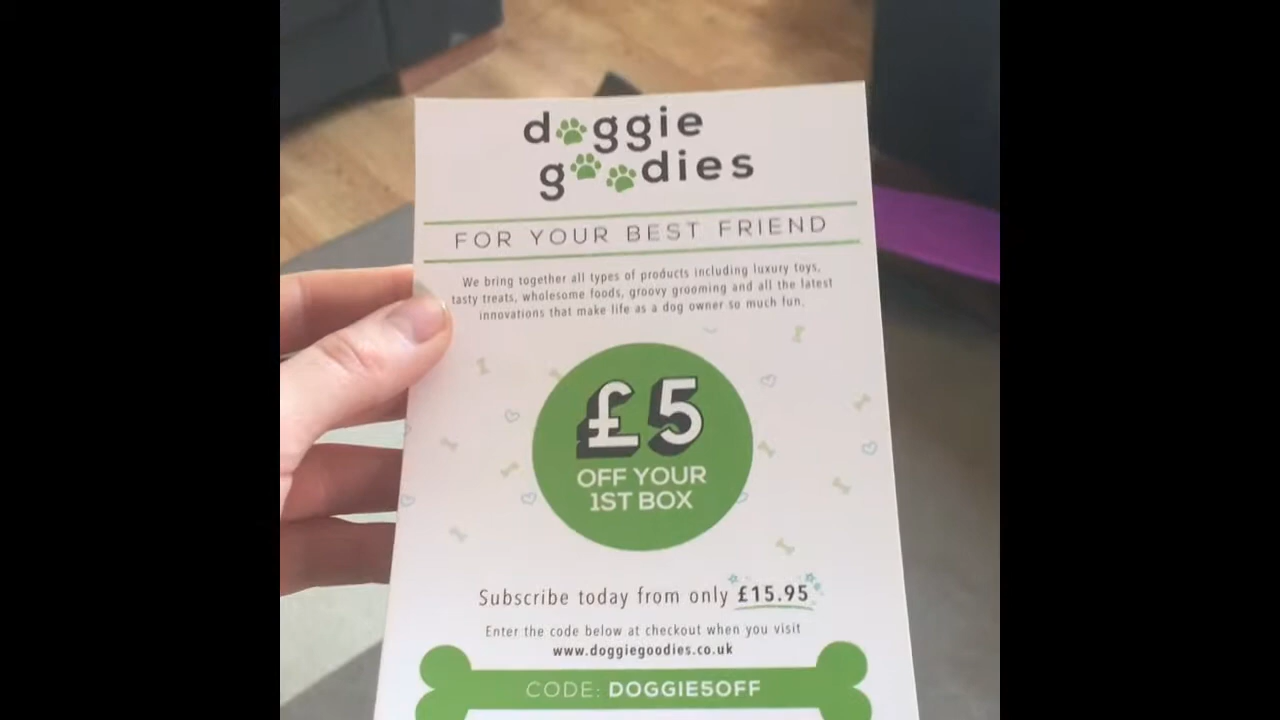 doggie
goodies
FOR YOUR BEST FRIEND
We bring together all types of products including luxury toys,
tasty treats, wholesome foods, groovy grooming and all the latest
innovations that make life as a dog owner so much fun.
£5
OFF YOUR
1ST BOX
Subscribe today from only £15.95
Enter the code below at checkout when you visit
www.doggiegoodies.co.uk
CODE: DOGGIE5OFF